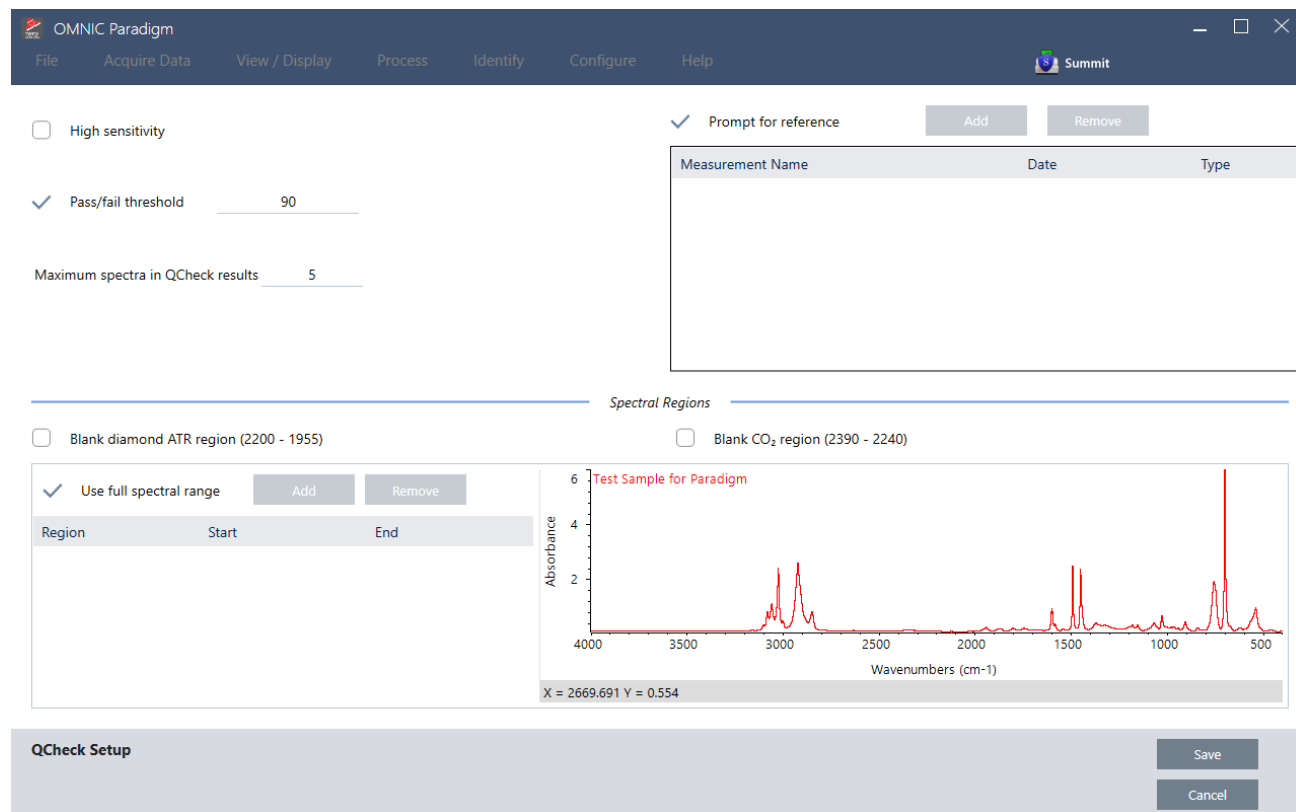 OMNIC Paradigm
File Acquire Data View / Display Process Identify Configure Help Summit
High sensitivity
Prompt for reference Add Remove
Measurement Name Date Type
Pass/fail threshold 90
Maximum spectra in QCheck results 5
Spectral Regions
Blank diamond ATR region (2200 - 1955)
Blank CO₂ region (2390 - 2240)
Use full spectral range Add Remove
Region Start End
Test Sample for Paradigm
Absorbance
6
4
2
4000 3500 3000 2500 2000 1500 1000 500
Wavenumbers (cm-1)
X = 2669.691 Y = 0.554
QCheck Setup
Save
Cancel